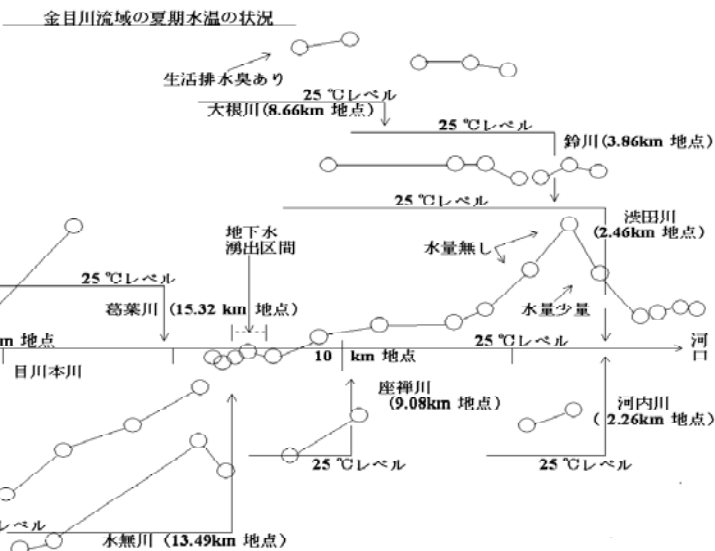 金目川流域の夏期水温の状況
生活排水臭あり
25 ℃レベル
大根川(8.66km 地点)
25 ℃レベル
鈴川(3.86km 地点)
25 ℃レベル
渋田川
(2.46km 地点)
地下水
湧出区間
水量無し
25 ℃レベル
葛葉川 (15.32 km 地点)
水量少量
m 地点
10 km 地点
25 ℃レベル
河口
目川本川
座禅川
(9.08km 地点)
河内川
( 2.26km 地点)
25 ℃レベル
25 ℃レベル
レベル
水無川 (13.49km 地点)